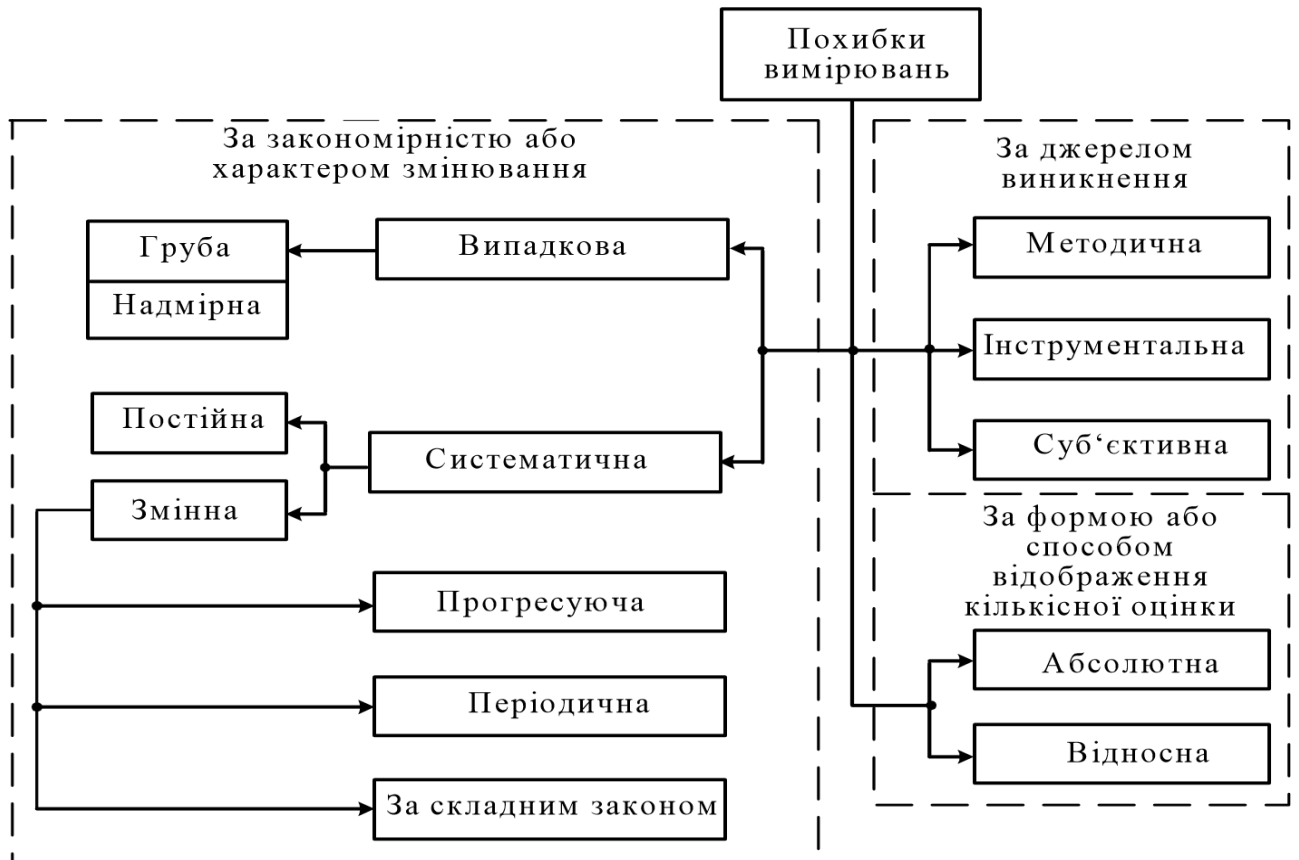 Похибки
вимірювань
За закономірністю або
характером змінювання
Груба
Надмірна
Випадкова
Постійна
Змінна
Систематична
Прогресуюча
Періодична
За складним законом
За джерелом
виникнення
Методична
Інструментальна
Суб‘єктивна
За формою або
способом
відображення
кількісної оцінки
Абсолютна
Відносна